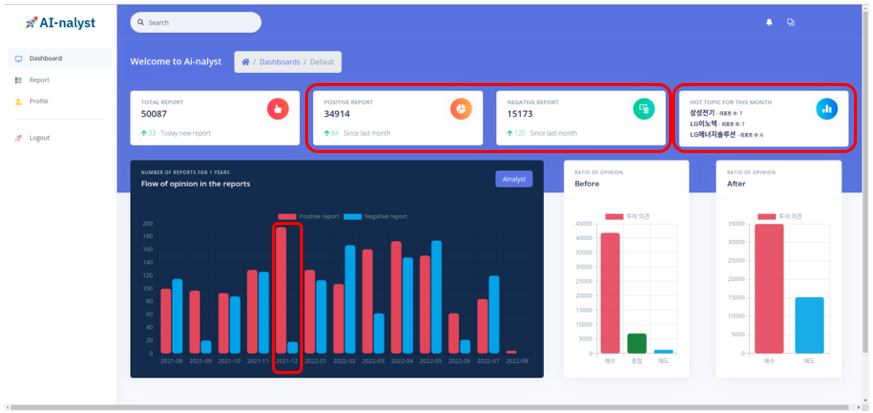 AI-nalyst
Search
Dashboard
Report
Profile
Logout
Welcome to Ai-nalyst
/ Dashboards / Default
TOTAL REPORT
50087
33 Today new report
POSITIVE REPORT
34914
84 Since last month
NEGATIVE REPORT
15173
120 Since last month
HOT TOPIC FOR THIS MONTH
삼성전기 - 리포트 수: 7
LG이노텍 - 리포트 수: 7
LG에너지솔루션 - 리포트 수: 6
NUMBER OF REPORTS FOR 1 YEARS
Flow of opinion in the reports
Ainalyst
Positive report Negative report
200
180
160
140
120
100
80
60
40
20
0
2021-08 2021-09 2021-10 2021-11 2021-12 2022-01 2022-02 2022-03 2022-04 2022-05 2022-06 2022-07 2022-08
RATIO OF OPINION
Before
투자 의견
45000
40000
35000
30000
25000
20000
15000
10000
5000
0
매수 중립 매도
RATIO OF OPINION
After
투자 의견
35000
30000
25000
20000
15000
10000
5000
0
매수 매도